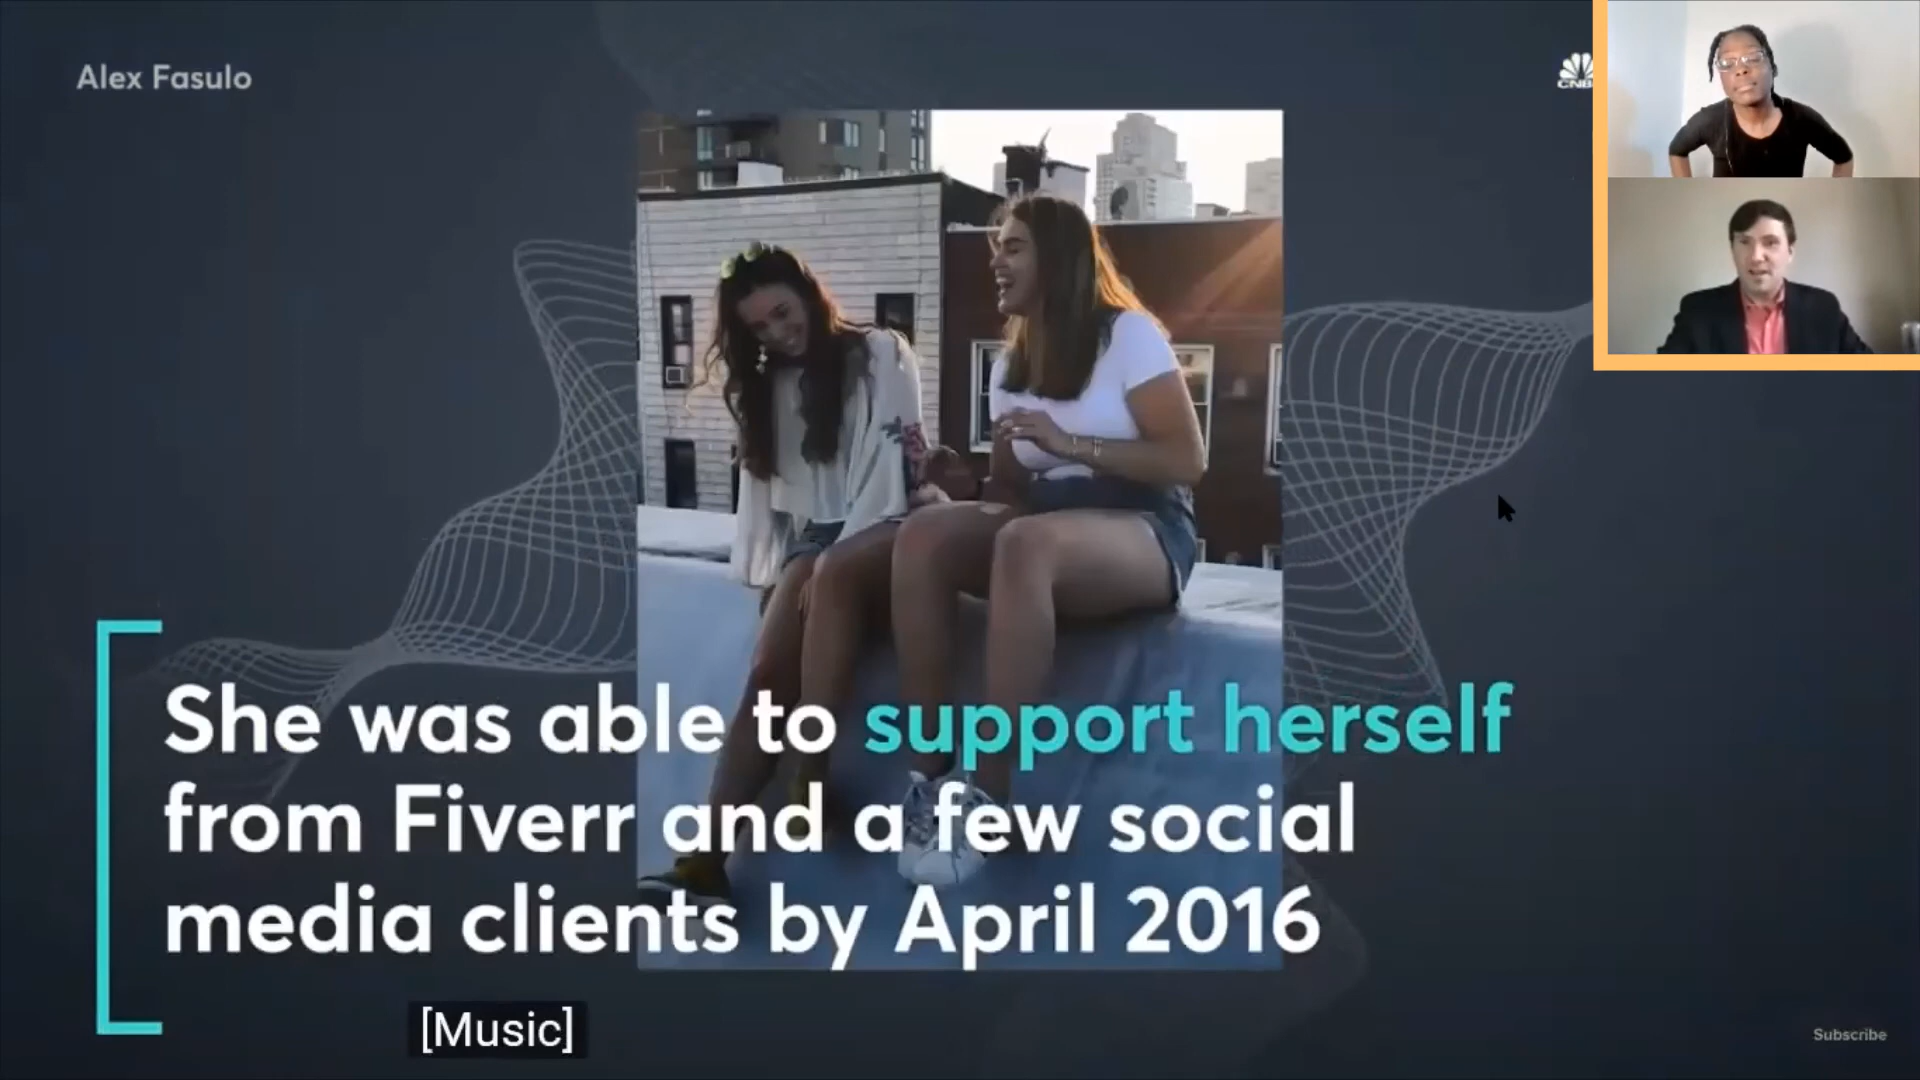 Alex Fasulo
CNB
She was able to support herself
from Fiverr and a few social
media clients by April 2016
[Music]
Subscribe